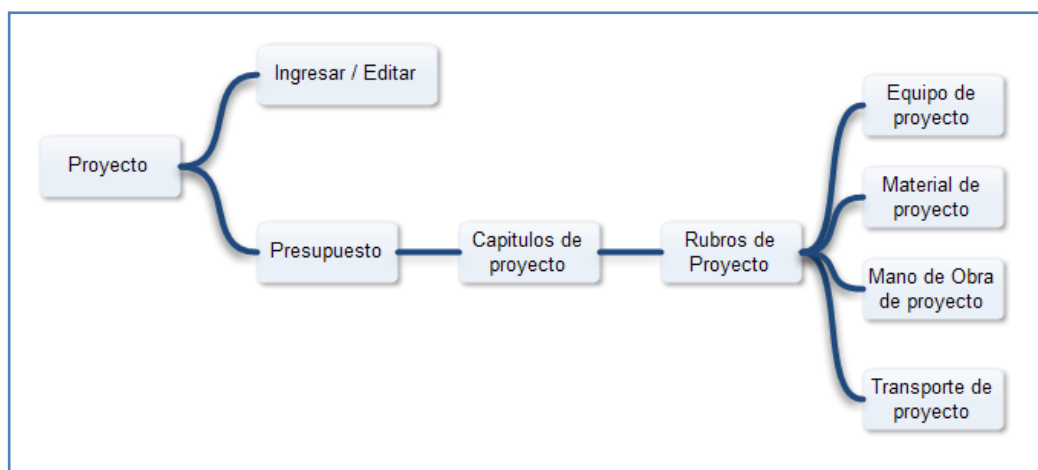 Proyecto
Ingresar / Editar
Presupuesto
Capitulos de
proyecto
Rubros de
Proyecto
Equipo de
proyecto
Material de
proyecto
Mano de Obra
de proyecto
Transporte de
proyecto